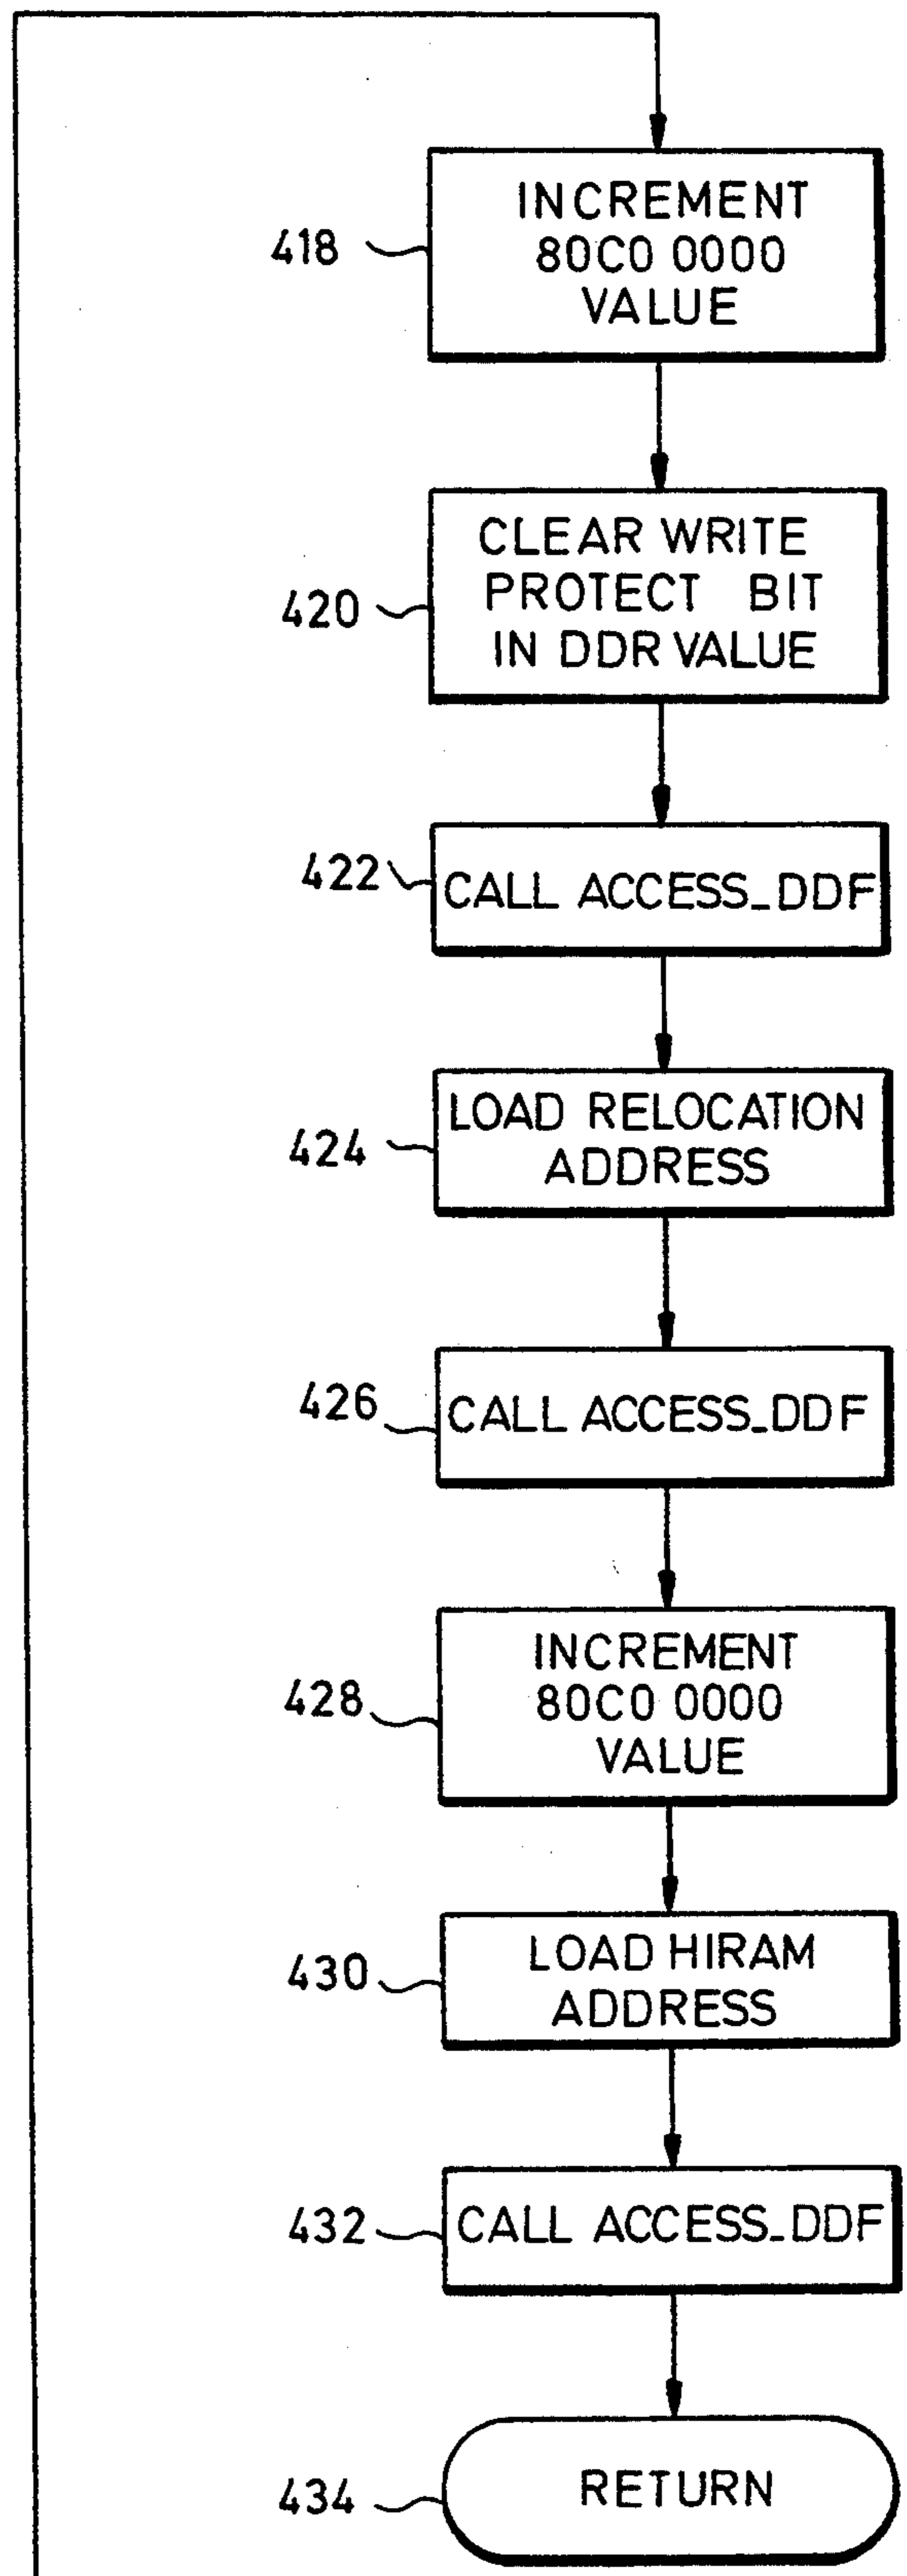 418
INCREMENT
80C0 0000
VALUE
420
CLEAR WRITE
PROTECT BIT
IN DDR VALUE
422
CALL ACCESS_DDF
424
LOAD RELOCATION
ADDRESS
426
CALL ACCESS_DDF
428
INCREMENT
80C0 0000
VALUE
430
LOAD HIRAM
ADDRESS
432
CALL ACCESS_DDF
434
RETURN